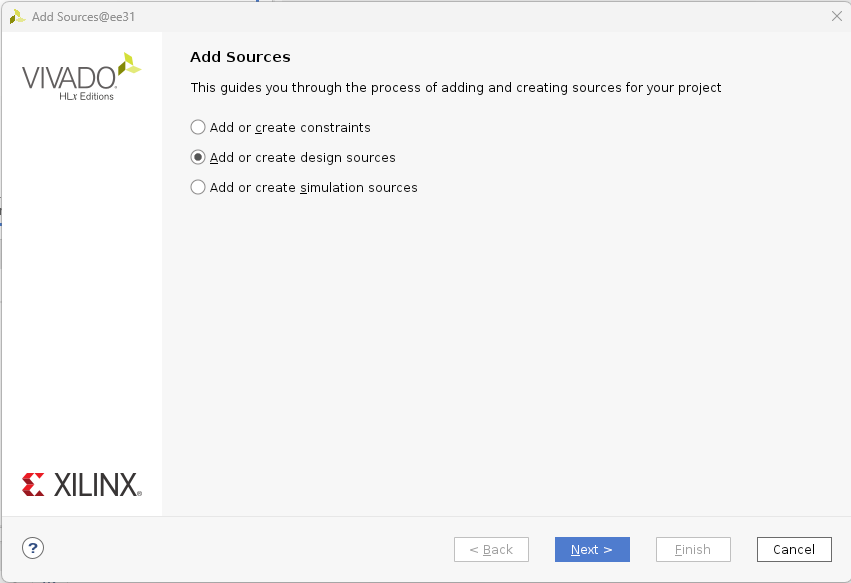 Add Sources@ee31
VIVADO
HLx Editions
Add Sources
This guides you through the process of adding and creating sources for your project
Add or create constraints
Add or create design sources
Add or create simulation sources
XILINX®
?
< Back
Next >
Finish
Cancel